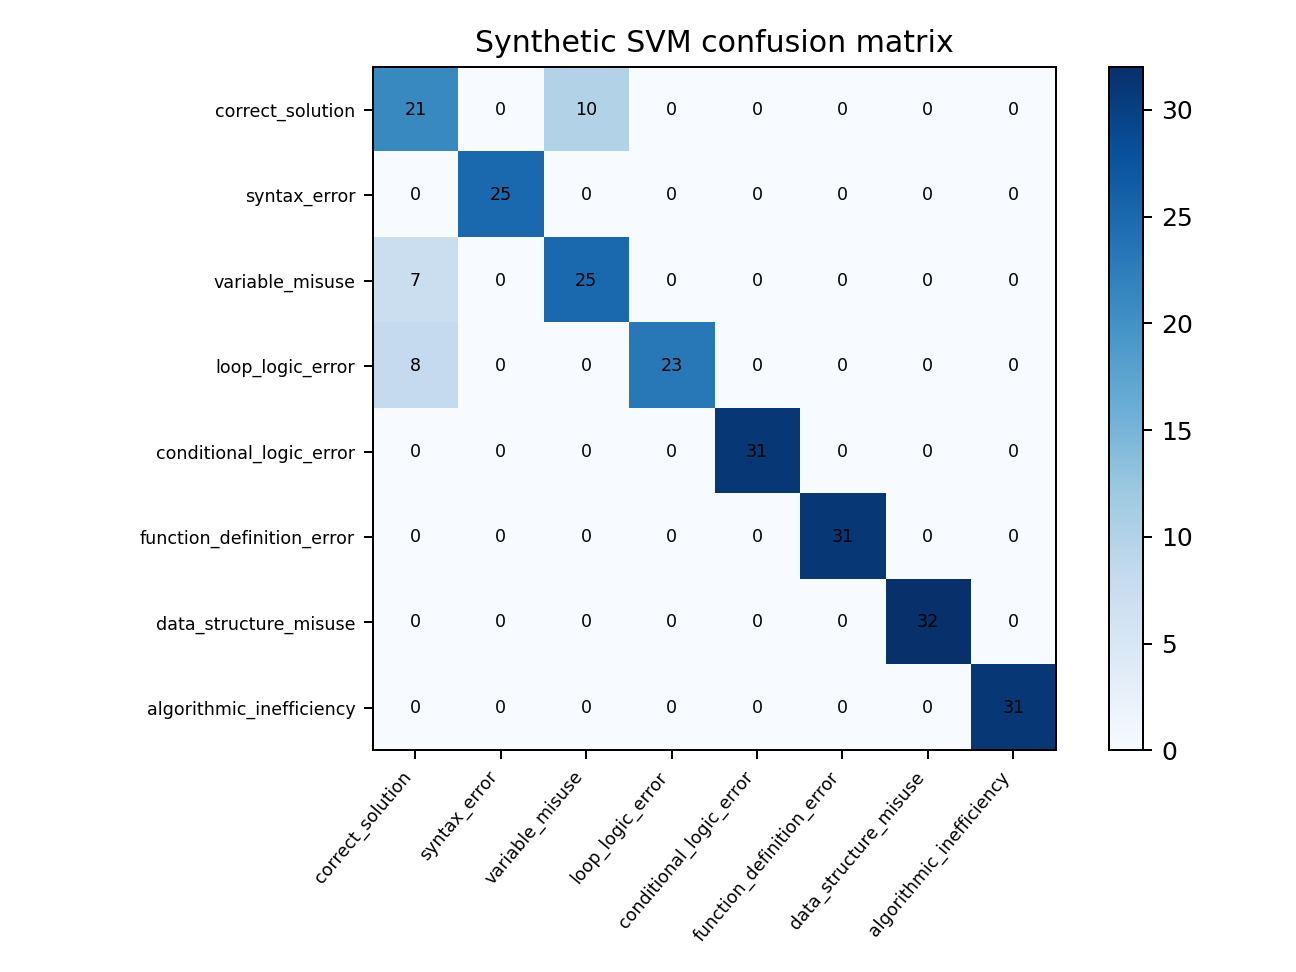 Synthetic SVM confusion matrix
correct_solution 21 0 10 0 0 0 0 0
syntax_error 0 25 0 0 0 0 0 0
variable_misuse 7 0 25 0 0 0 0 0
loop_logic_error 8 0 0 23 0 0 0 0
conditional_logic_error 0 0 0 0 31 0 0 0
function_definition_error 0 0 0 0 0 31 0 0
data_structure_misuse 0 0 0 0 0 0 32 0
algorithmic_inefficiency 0 0 0 0 0 0 0 31
correct_solution
syntax_error
variable_misuse
loop_logic_error
conditional_logic_error
function_definition_error
data_structure_misuse
algorithmic_inefficiency
30
25
20
15
10
5
0